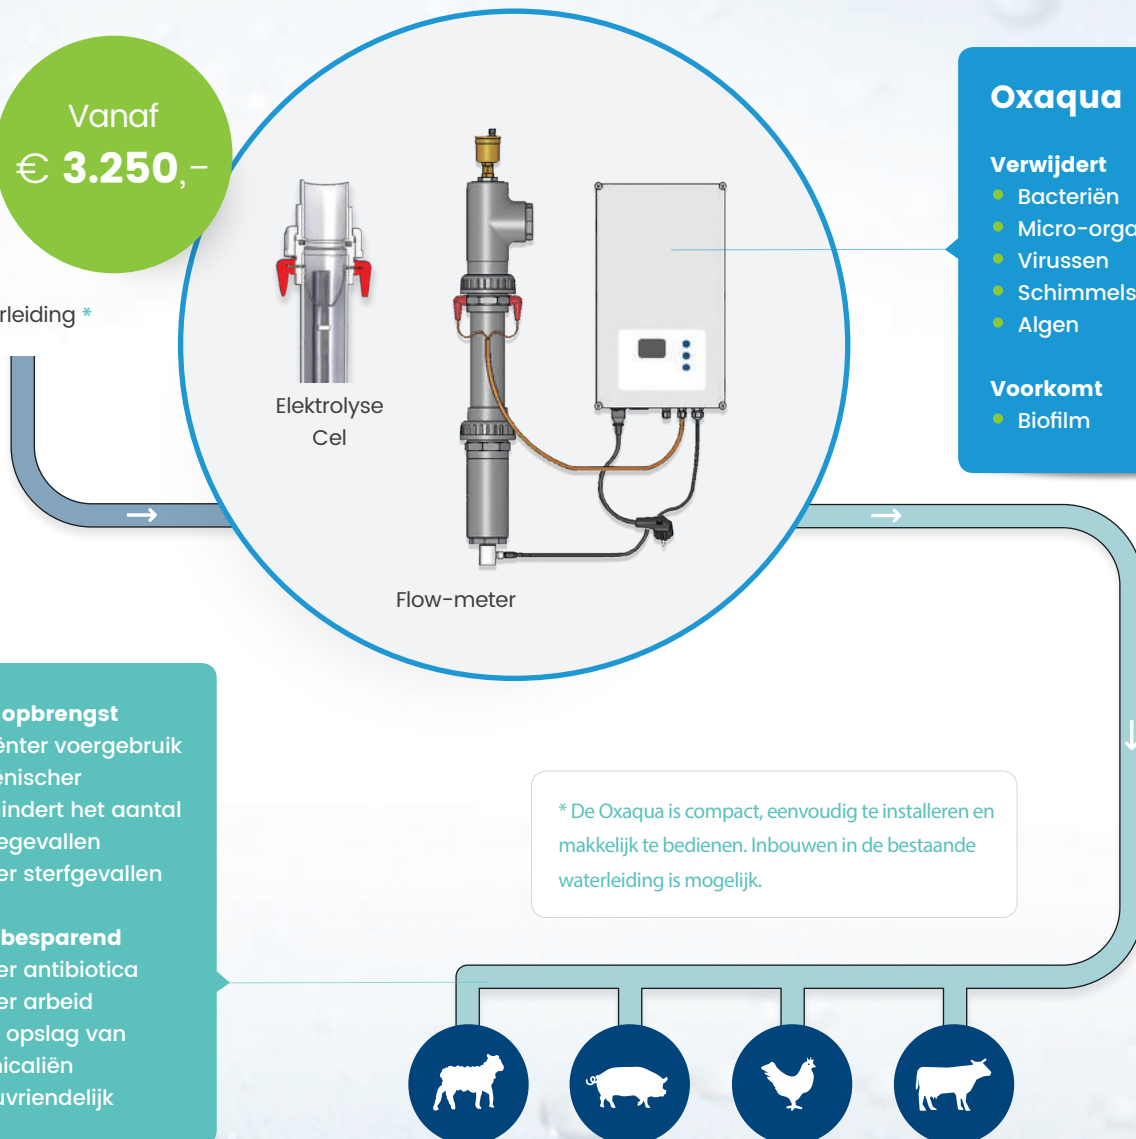 Vanaf
€ 3.250,-
rleiding *
Elektrolyse
Cel
Flow-meter
Oxaqua
Verwijdert
Bacteriën
Micro-orga
Virussen
Schimmels
Algen
Voorkomt
Biofilm
opbrengst
ënter voergebruik
ënischer
indert het aantal
egevallen
er sterfgevallen
besparend
er antibiotica
er arbeid
opslag van
nicaliën
uvriendelijk
* De Oxaqua is compact, eenvoudig te installeren en
makkelijk te bedienen. Inbouwen in de bestaande
waterleiding is mogelijk.